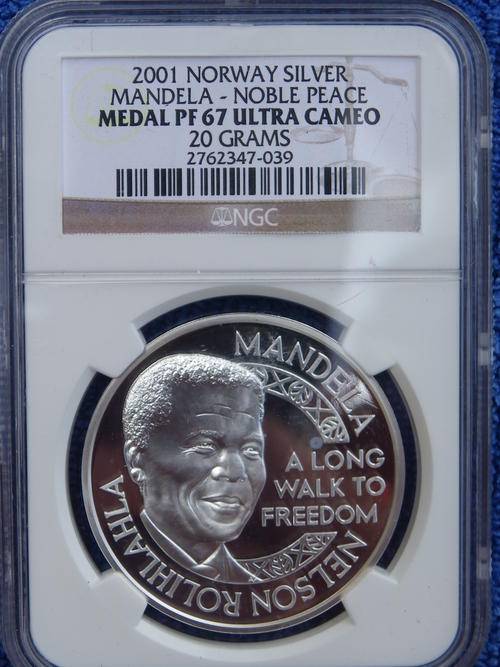 2001 NORWAY SILVER
MANDELA - NOBLE PEACE
MEDAL PF 67 ULTRA CAMEO
20 GRAMS
2762347-039
NGC
MANDELA
A LONG
WALK TO
FREEDOM
NELSON ROLIHLAHLA